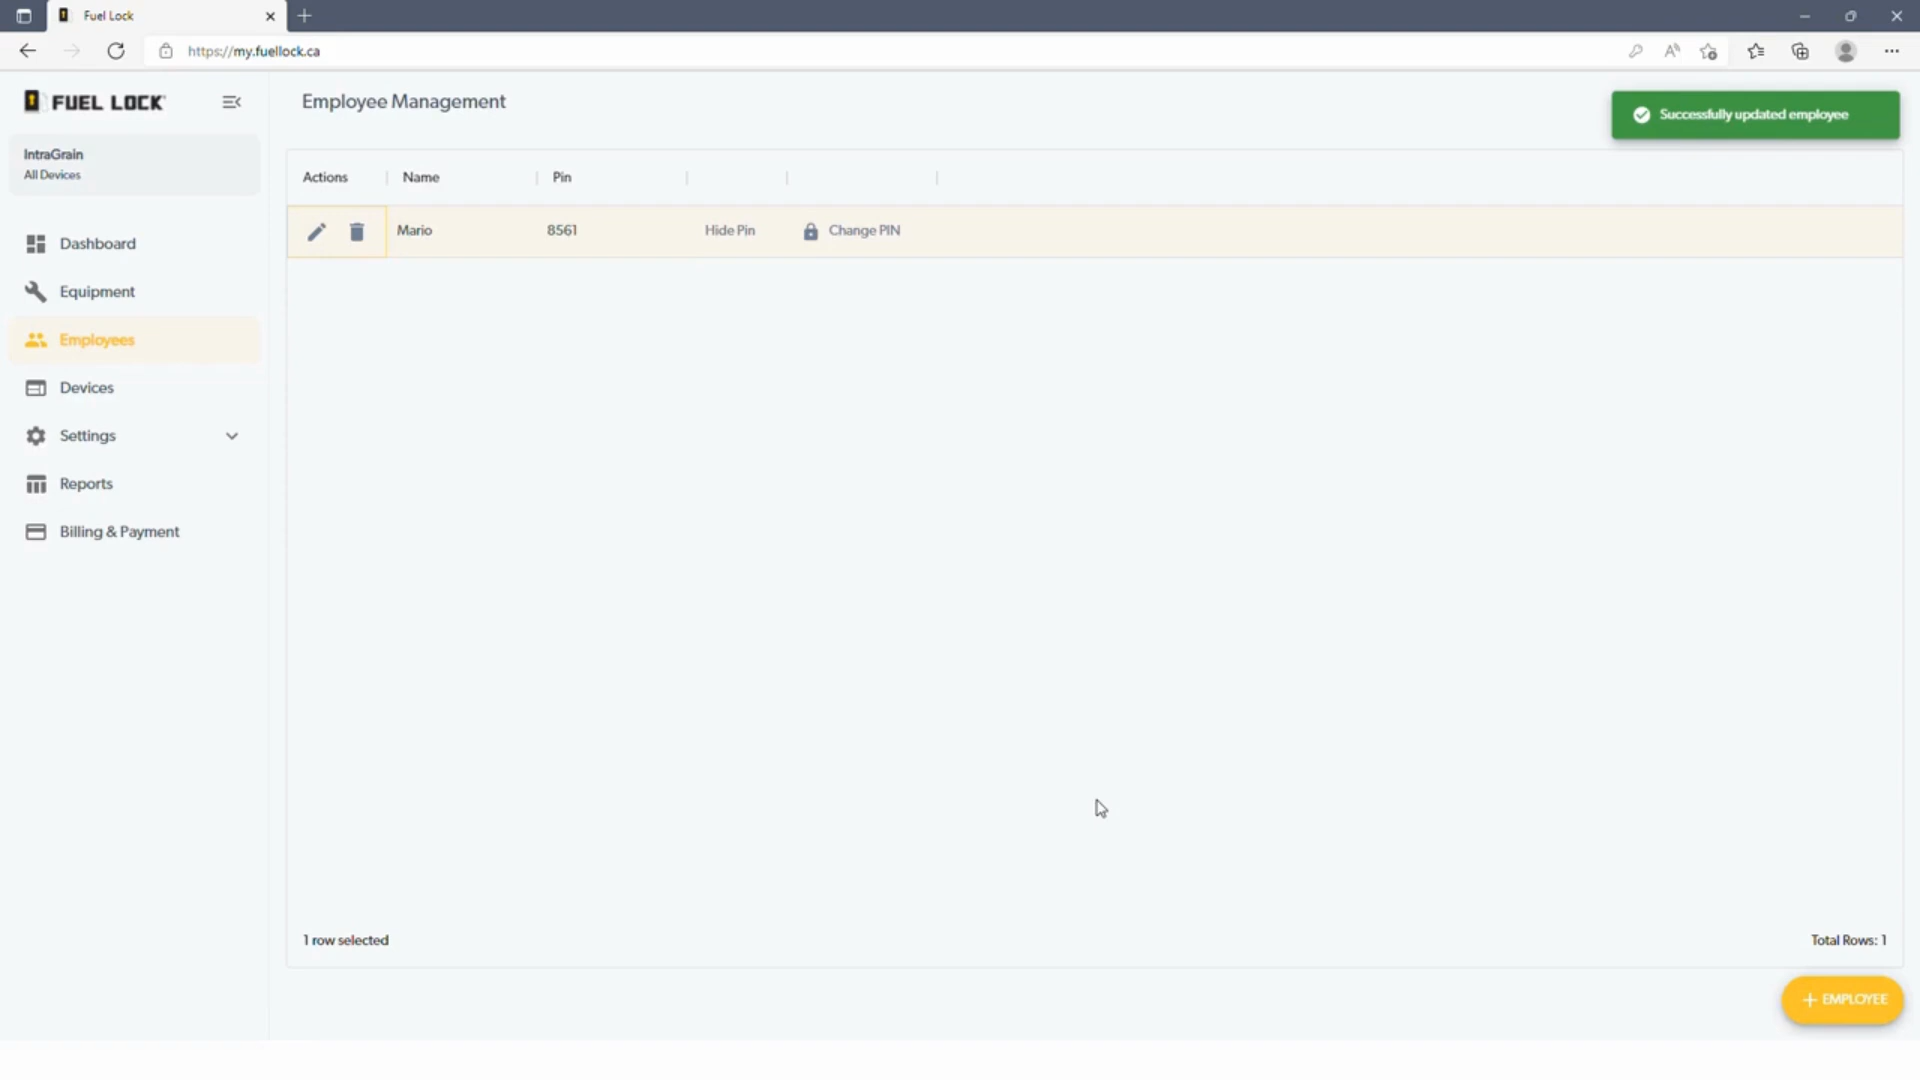 Fuel Lock
https://my.fuellock.ca
FUEL LOCK
Employee Management
Successfully updated employee
IntraGrain
All Devices
Actions
Name
Pin
Mario
8561
Hide Pin
Change PIN
Dashboard
Equipment
Employees
Devices
Settings
Reports
Billing & Payment
1 row selected
Total Rows: 1
+ EMPLOYEE